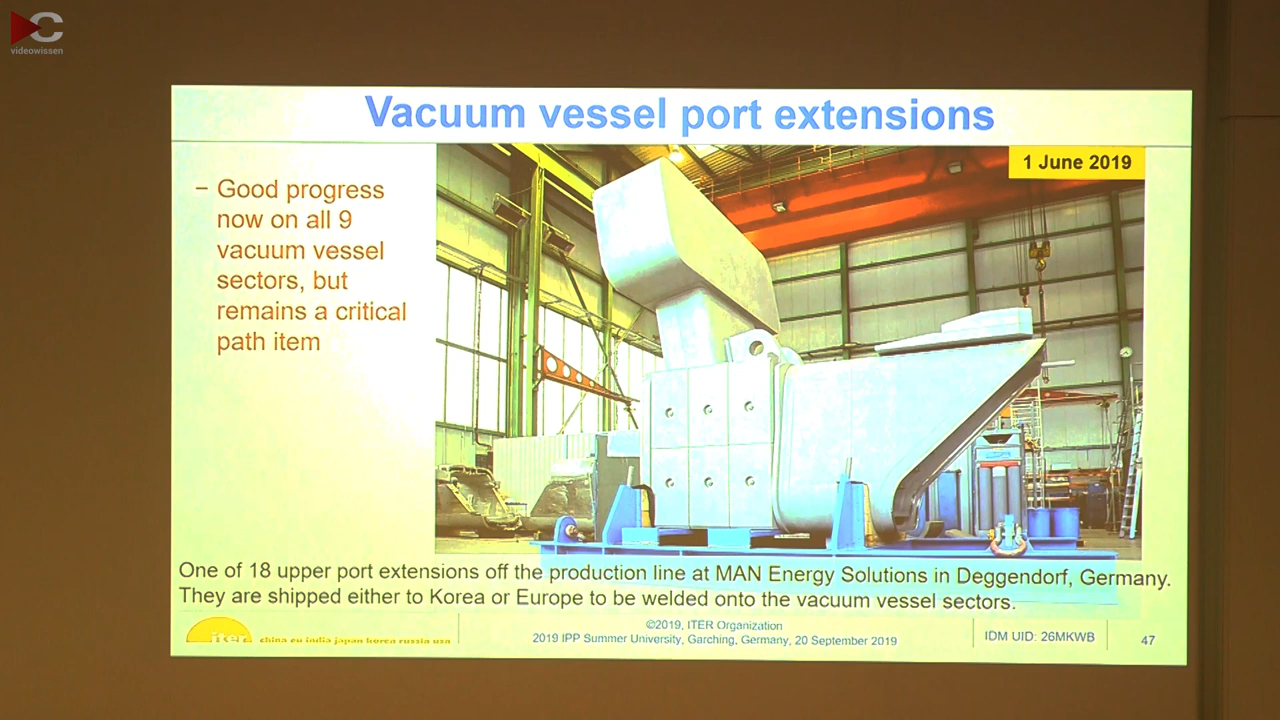 videowissen
Vacuum vessel port extensions
1 June 2019
− Good progress
now on all 9
vacuum vessel
sectors, but
remains a critical
path item
One of 18 upper port extensions off the production line at MAN Energy Solutions in Deggendorf, Germany.
They are shipped either to Korea or Europe to be welded onto the vacuum vessel sectors.
iter
china eu india japan korea russia usa
©2019, ITER Organization
2019 IPP Summer University, Garching, Germany, 20 September 2019
IDM UID: 26MKWB
47